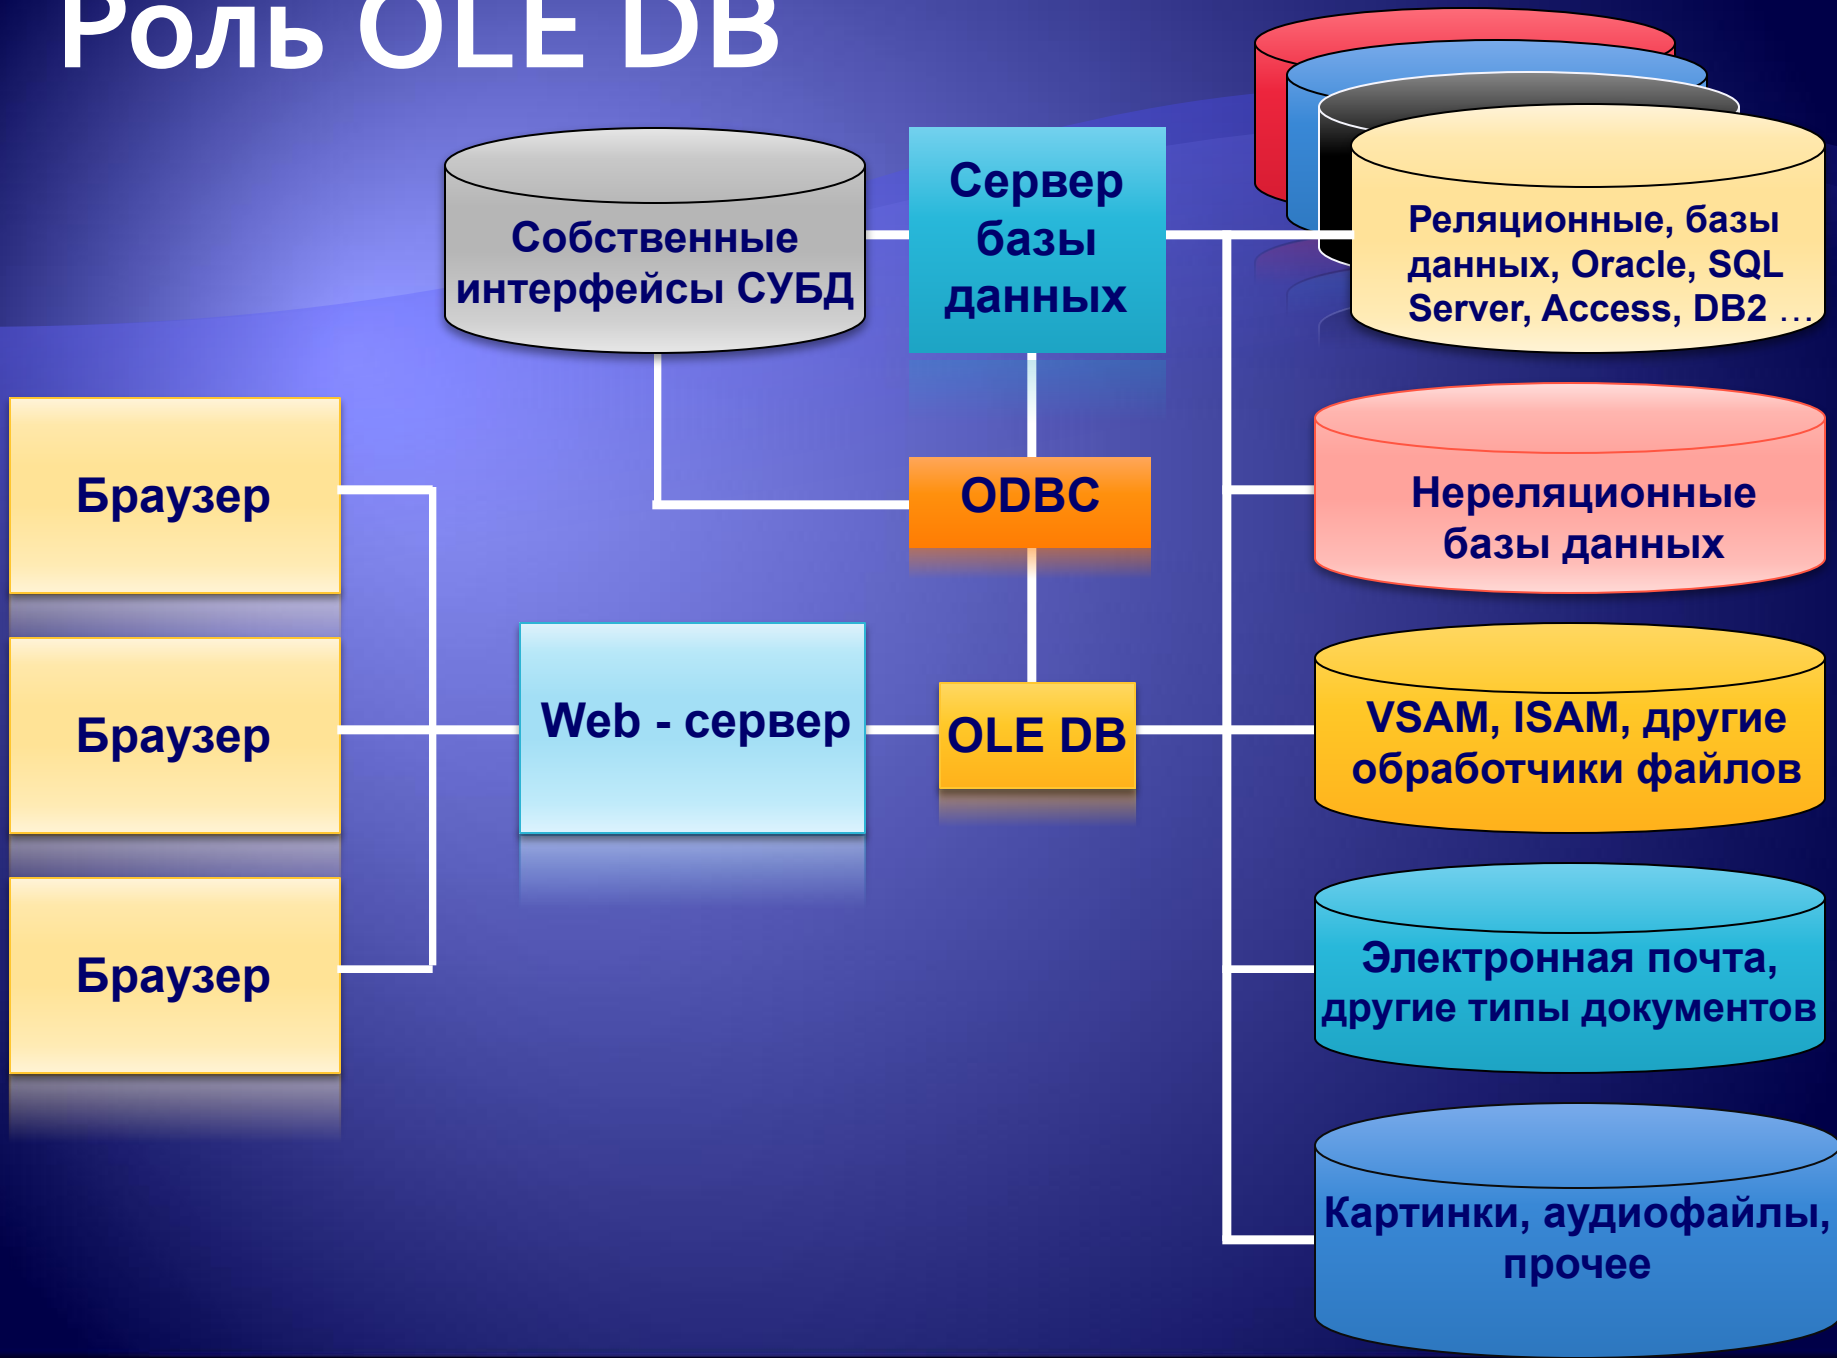 Роль OLE DB
Собственные
интерфейсы СУБД
Сервер
базы
данных
Реляционные, базы
данных, Oracle, SQL
Server, Access, DB2 ...
Браузер
ODBC
Нереляционные
базы данных
Браузер
Web - сервер
OLE DB
VSAM, ISAM, другие
обработчики файлов
Браузер
Электронная почта,
другие типы документов
Картинки, аудиофайлы,
прочее